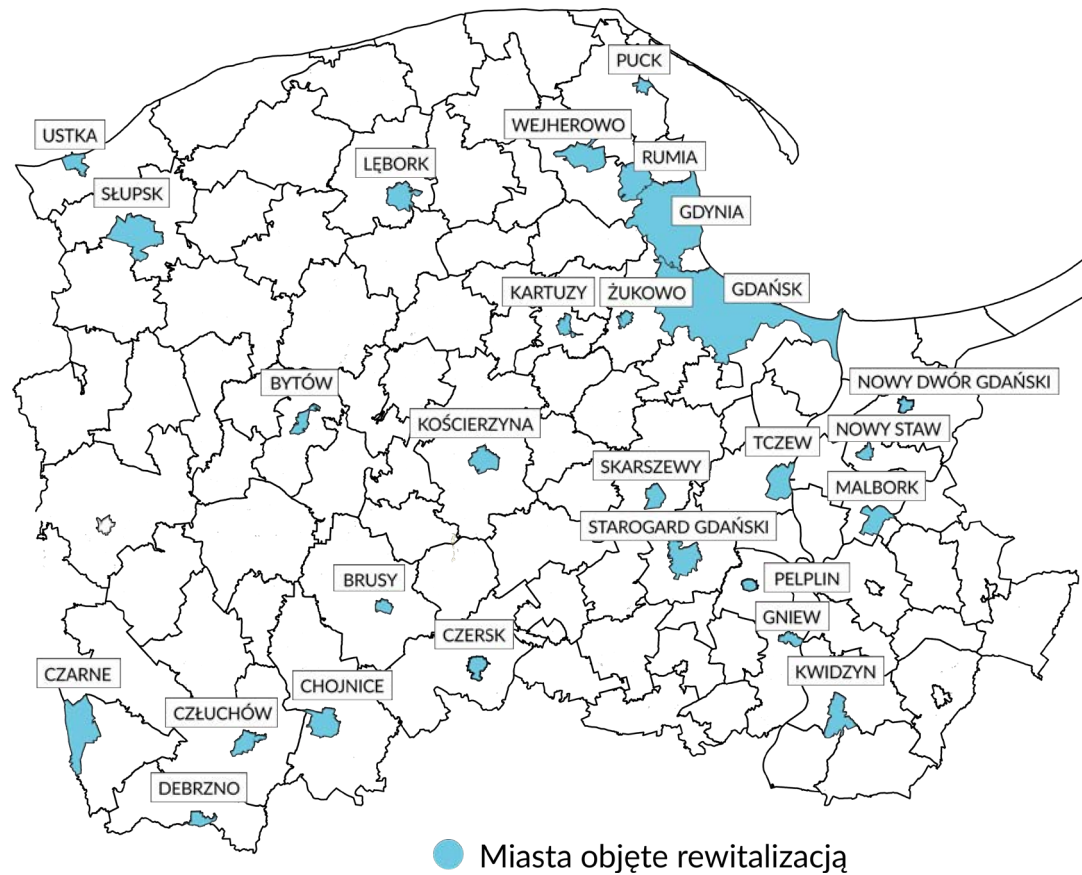 PUCK
WEJHEROWO
USTKA
LĘBORK
RUMIA
SŁUPSK
GDYNIA
KARTUZY
ŻUKOWO
GDAŃSK
BYTÓW
NOWY DWÓR GDAŃSKI
KOŚCIERZYNA
NOWY STAW
TCZEW
SKARSZEWY
MALBORK
STAROGARD GDAŃSKI
BRUSY
PELPLIN
GNIEW
CZERSK
CZARNE
KWIDZYN
CHOJNICE
CZŁUCHÓW
DEBRZNO
Miasta objęte rewitalizacją